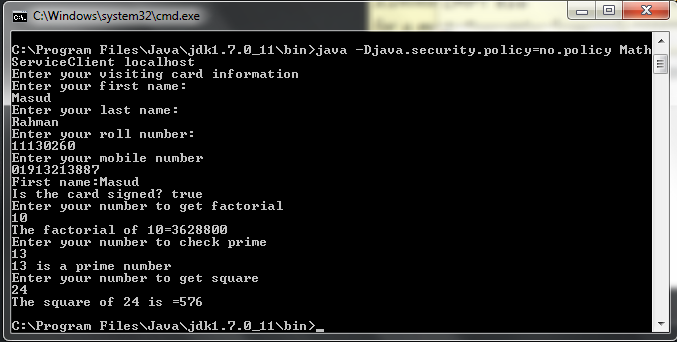 C:\Windows\system32\cmd.exe
C:\Program Files\Java\jdk1.7.0_11\bin>java -Djava.security.policy=no.policy Math
ServiceClient localhost
Enter your visiting card information
Enter your first name:
Masud
Enter your last name:
Rahman
Enter your roll number:
11130260
Enter your mobile number
01913213887
First name:Masud
Is the card signed? true
Enter your number to get factorial
10
The factorial of 10=3628800
Enter your number to check prime
13
13 is a prime number
Enter your number to get square
24
The square of 24 is =576
C:\Program Files\Java\jdk1.7.0_11\bin>_